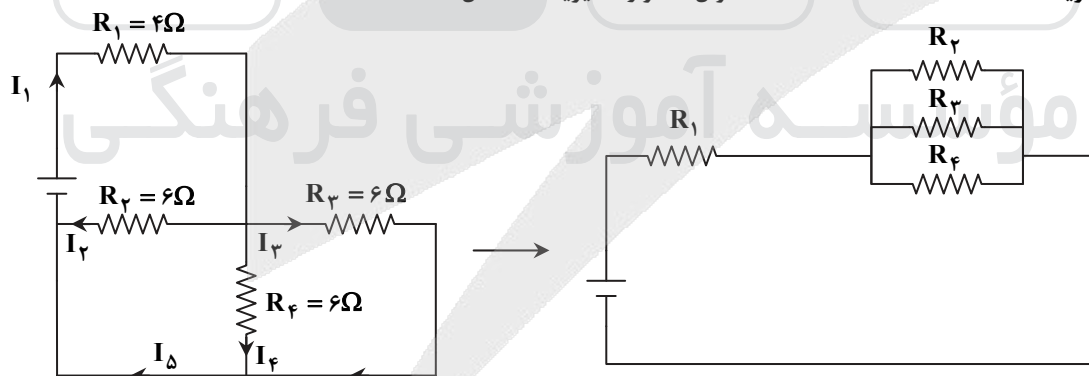 R₁ = ۴Ω
I₁
R₂ = ۶Ω
I₂
R₃ = ۶Ω
I₃
R₄ = ۶Ω
I₄
I₅
R₁
R₂
R₃
R₄
مؤسسه آموزشی فرهنگی